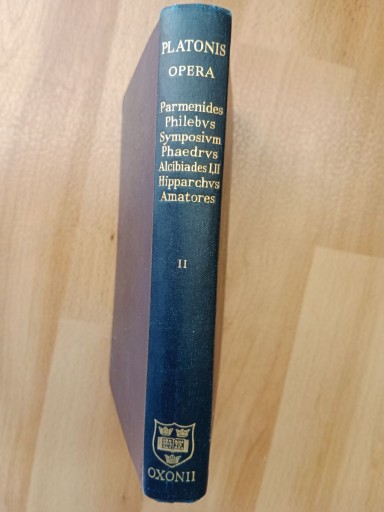 PLATONIS
OPERA
Parmenides
Philebvs
Symposivm
Phaedrvs
Alcibiades I, II
Hipparchvs
Amatores
II
OXONII